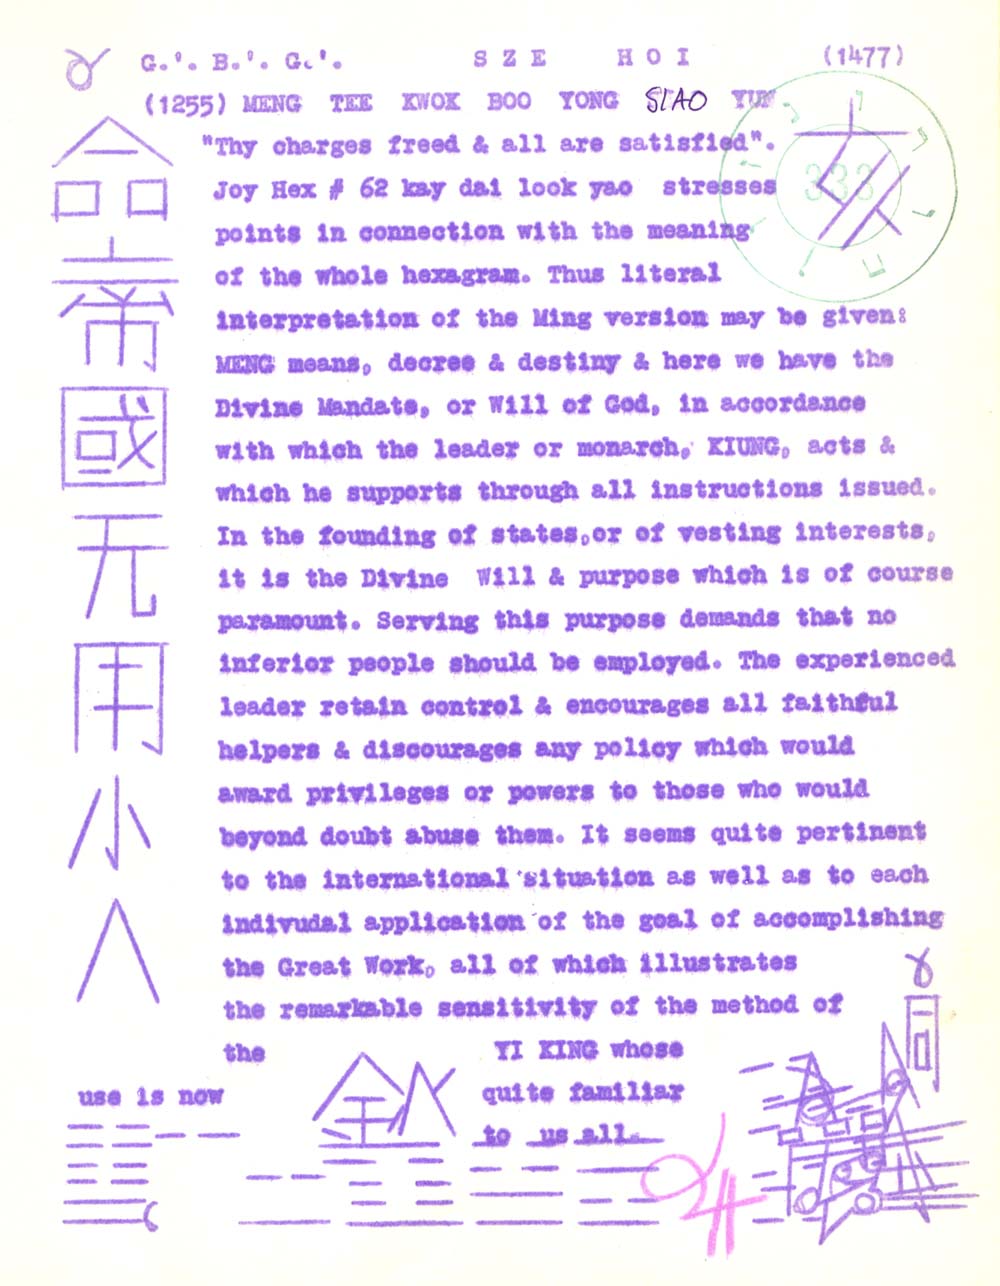 G.'. B.'. G.'. SZE HOI (1477)
(1255) MENG TEE KWOK BOO YONG SIAO YUN
"Thy charges freed & all are satisfied".
Joy Hex # 62 kay dai look yao stresses
points in connection with the meaning
of the whole hexagram. Thus literal
interpretation of the Ming version may be given:
MENG means, decree & destiny & here we have the
Divine Mandate, or Will of God, in accordance
with which the leader or monarch, KIUNG, acts &
which he supports through all instructions issued.
In the founding of states,or of vesting interests,
it is the Divine Will & purpose which is of course
paramount. Serving this purpose demands that no
inferior people should be employed. The experienced
leader retain control & encourages all faithful
helpers & discourages any policy which would
award privileges or powers to those who would
beyond doubt abuse them. It seems quite pertinent
to the international situation as well as to each
indivudal application of the goal of accomplishing
the Great Work, all of which illustrates
the remarkable sensitivity of the method of
the YI KING whose
use is now quite familiar
to us all.
命
帝
國
无
用
小
人
333